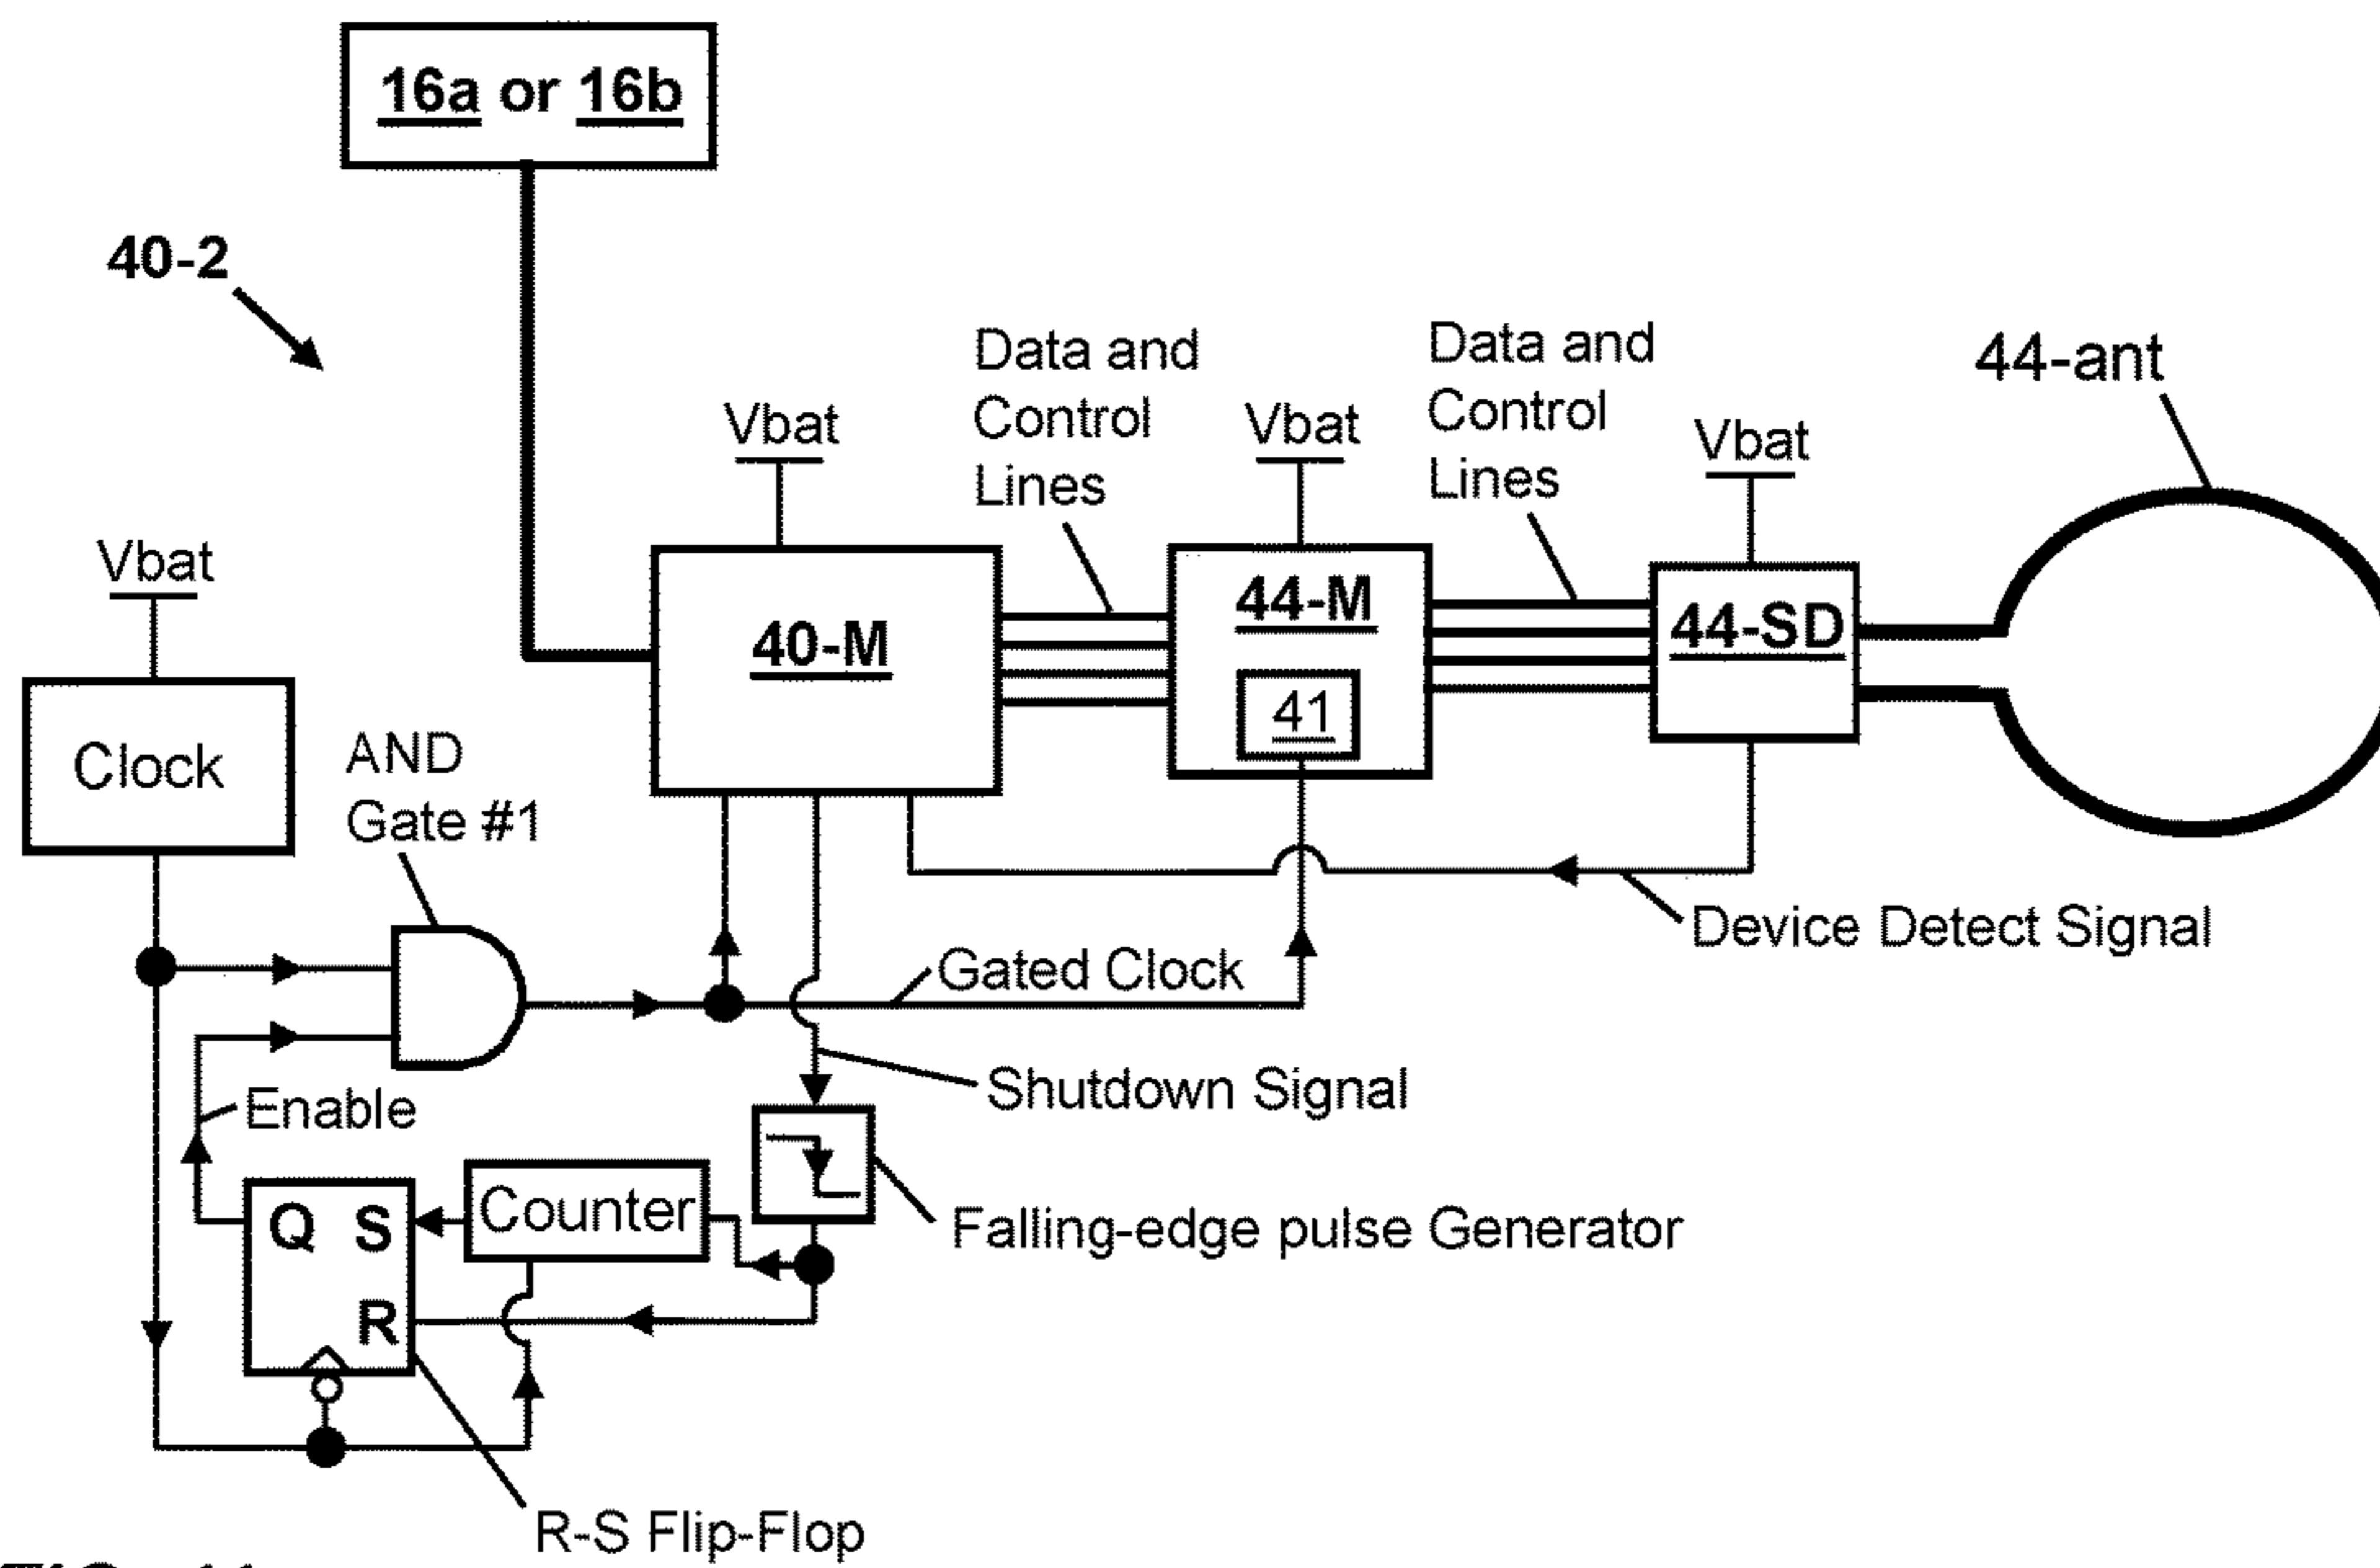 16a or 16b
40-2
Data and
Control
Lines
Data and
Control
Lines
44-ant
Vbat
Vbat
Vbat
Vbat
40-M
44-M
41
44-SD
Clock
AND
Gate #1
Device Detect Signal
Gated Clock
Enable
Shutdown Signal
Q
S
R
Counter
Falling-edge pulse Generator
R-S Flip-Flop